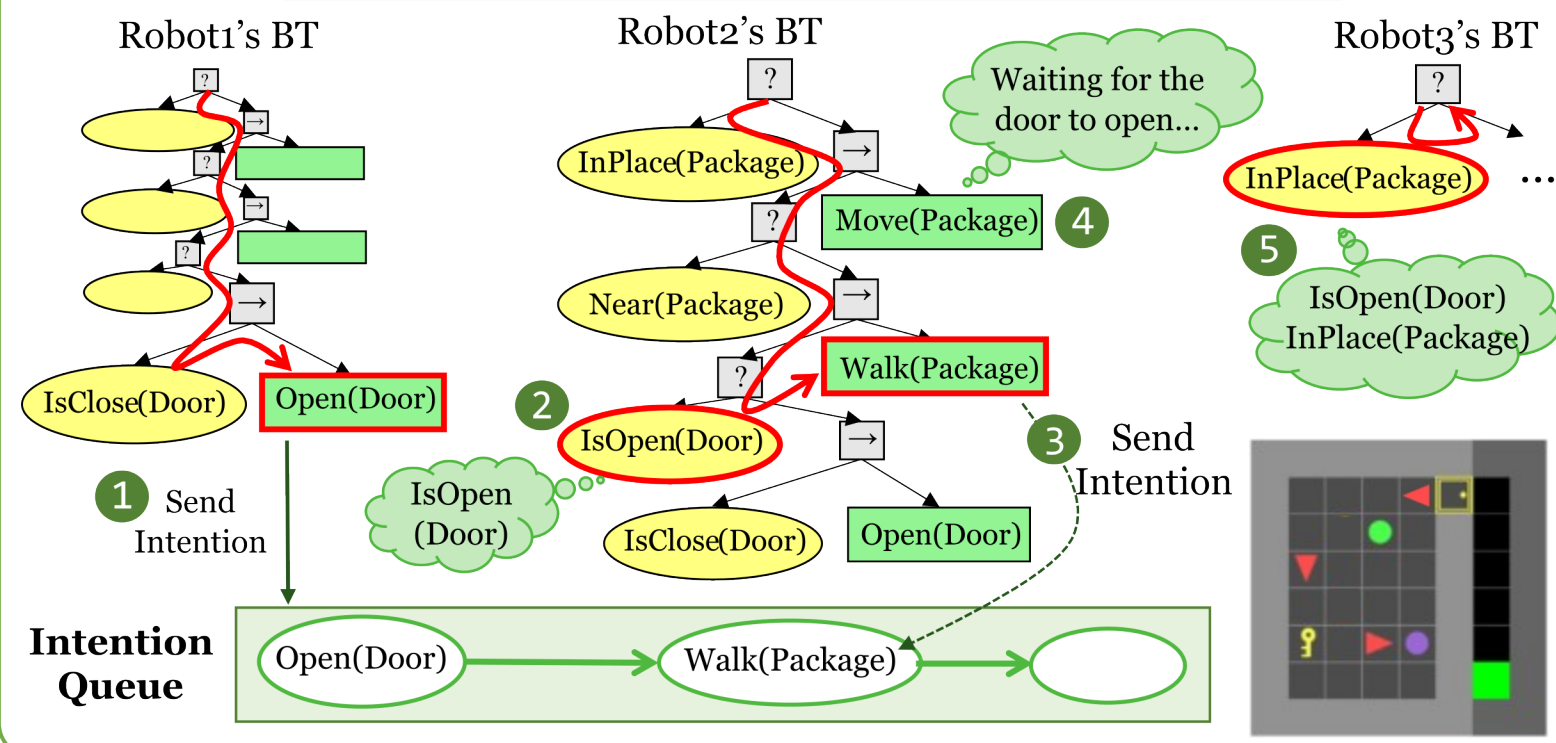 Robot1's BT
?
→
?
→
?
→
IsClose(Door)
Open(Door)
1
Send
Intention
Robot2's BT
?
InPlace(Package)
→
?
Move(Package)
4
Waiting for the
door to open...
Near(Package)
→
?
Walk(Package)
2
IsOpen(Door)
→
IsOpen
(Door)
IsClose(Door)
Open(Door)
3
Send
Intention
Robot3's BT
?
InPlace(Package)
...
5
IsOpen(Door)
InPlace(Package)
Intention
Queue
Open(Door)
Walk(Package)